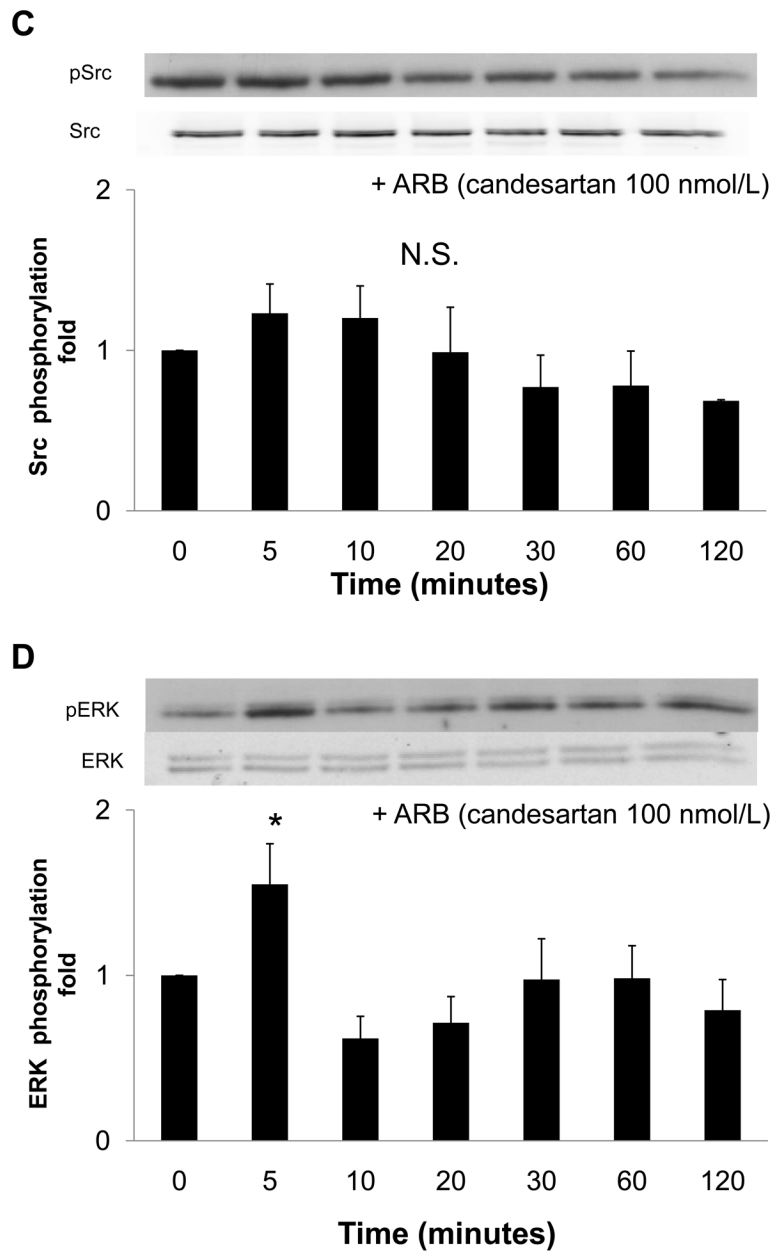 C
pSrc
Src
+ ARB (candesartan 100 nmol/L)
2
N.S.
1
0
Src phosphorylation
fold
0 5 10 20 30 60 120
Time (minutes)
D
pERK
ERK
+ ARB (candesartan 100 nmol/L)
2
*
1
0
ERK phosphorylation
fold
0 5 10 20 30 60 120
Time (minutes)